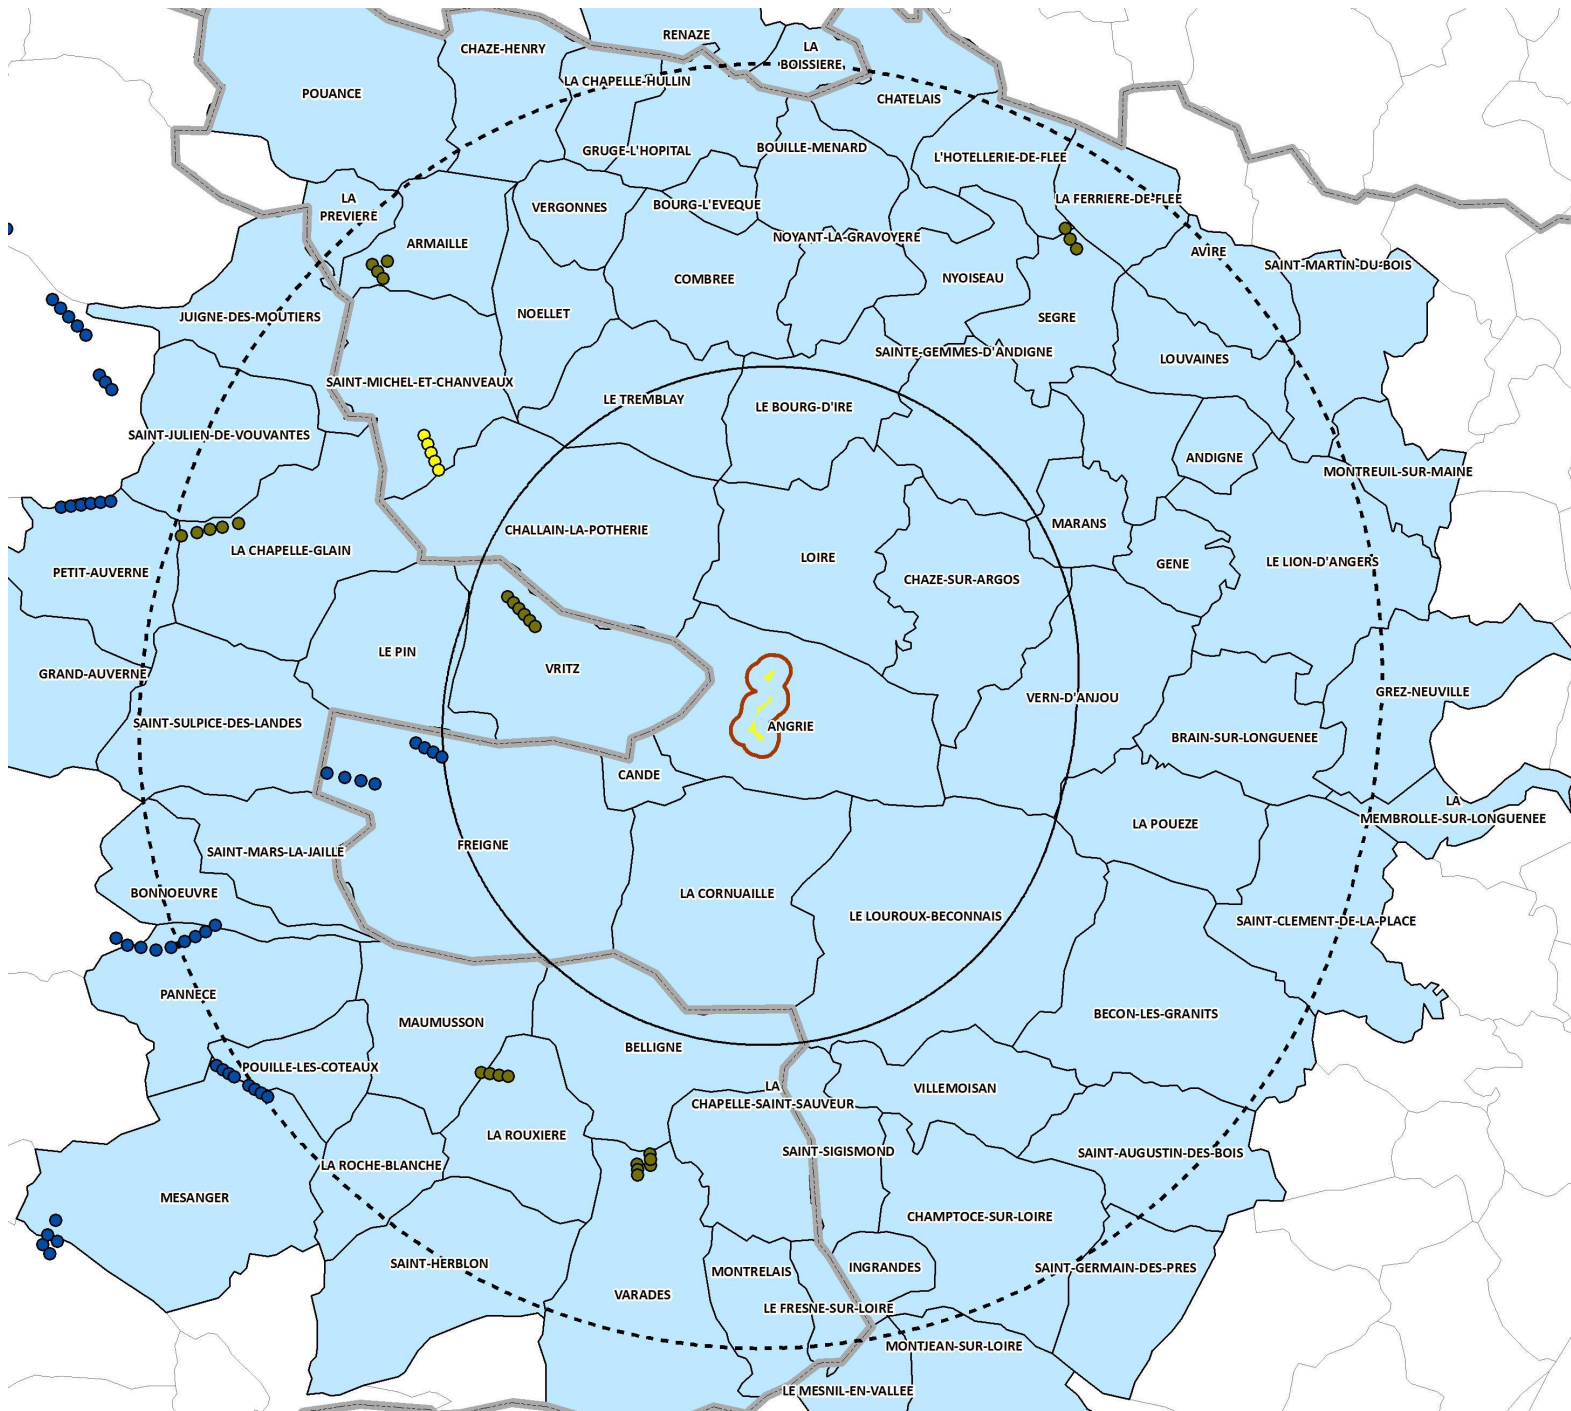 RENAZE
CHAZE-HENRY
LA
BOISSIERE
LA CHAPELLE-HULLIN
POUANCE
CHATELAIS
GRUGE-L'HOPITAL
BOUILLE-MENARD
L'HOTELLERIE-DE-FLEE
LA
PREVIERE
VERGONNES
BOURG-L'EVEQUE
LA FERRIERE-DE-FLEE
ARMAILLE
NOYANT-LA-GRAVOYERE
AVIRE
SAINT-MARTIN-DU-BOIS
COMBREE
NYOISEAU
JUIGNE-DES-MOUTIERS
NOELLET
SEGRE
SAINTE-GEMMES-D'ANDIGNE
LOUVAINES
SAINT-MICHEL-ET-CHANVEAUX
LE TREMBLAY
LE BOURG-D'IRE
SAINT-JULIEN-DE-VOUVANTES
ANDIGNE
MONTREUIL-SUR-MAINE
CHALLAIN-LA-POTHERIE
MARANS
LA CHAPELLE-GLAIN
LOIRE
GENE
LE LION-D'ANGERS
PETIT-AUVERNE
CHAZE-SUR-ARGOS
LE PIN
VRITZ
GRAND-AUVERNE
VERN-D'ANJOU
GREZ-NEUVILLE
SAINT-SULPICE-DES-LANDES
ANGRIE
BRAIN-SUR-LONGUENEE
CANDE
LA
MEMBROLLE-SUR-LONGUENEE
LA POUEZE
FREIGNE
SAINT-MARS-LA-JAILLE
BONNOEUVRE
LA CORNUAILLE
LE LOUROUX-BECONNAIS
SAINT-CLEMENT-DE-LA-PLACE
PANNECE
MAUMUSSON
BECON-LES-GRANITS
BELLIGNE
POUILLE-LES-COTEAUX
LA
CHAPELLE-SAINT-SAUVEUR
VILLEMOISAN
LA ROUXIERE
SAINT-SIGISMOND
SAINT-AUGUSTIN-DES-BOIS
LA ROCHE-BLANCHE
MESANGER
CHAMPTOCE-SUR-LOIRE
SAINT-HERBLON
MONTRELAIS
INGRANDES
SAINT-GERMAIN-DES-PRES
VARADES
LE FRESNE-SUR-LOIRE
MONTJEAN-SUR-LOIRE
LE MESNIL-EN-VALLEE